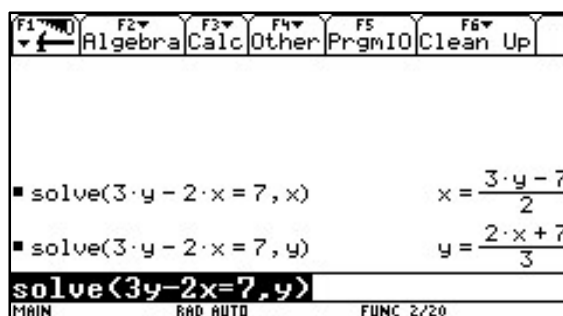 F1 F2 F3 F4 F5 F6
Algebra Calc Other PrgmIO Clean Up
▪ solve(3·y - 2·x = 7, x) x = (3·y - 7)/2
▪ solve(3·y - 2·x = 7, y) y = (2·x + 7)/3
solve(3y-2x=7,y)
MAIN RAD AUTO FUNC 2/20